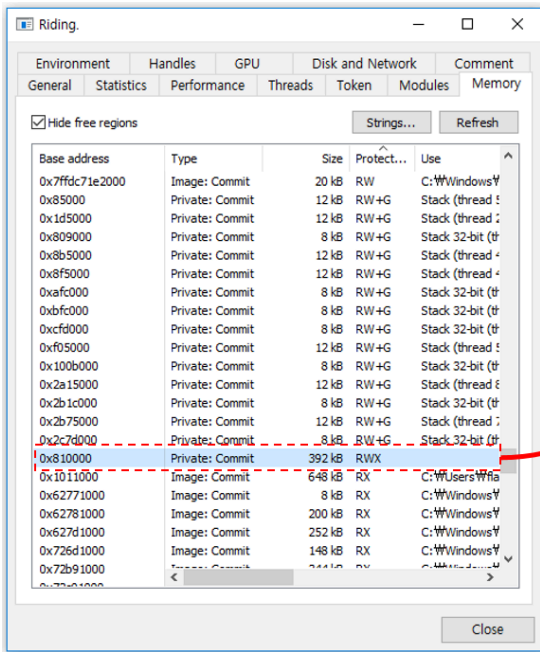 Riding.
Environment Handles GPU Disk and Network Comment
General Statistics Performance Threads Token Modules Memory
Hide free regions Strings... Refresh
Base address Type Size Protect... Use
0x7ffdc71e2000 Image: Commit 20 kB RW C:₩Windows₩
0x85000 Private: Commit 12 kB RW+G Stack (thread
0x1d5000 Private: Commit 12 kB RW+G Stack (thread
0x809000 Private: Commit 8 kB RW+G Stack 32-bit (th
0x8b5000 Private: Commit 12 kB RW+G Stack (thread
0x8f5000 Private: Commit 12 kB RW+G Stack (thread
0xafc000 Private: Commit 8 kB RW+G Stack 32-bit (th
0xbfc000 Private: Commit 8 kB RW+G Stack 32-bit (th
0xcfd000 Private: Commit 8 kB RW+G Stack 32-bit (th
0xf05000 Private: Commit 12 kB RW+G Stack (thread
0x100b000 Private: Commit 8 kB RW+G Stack 32-bit (th
0x2a15000 Private: Commit 12 kB RW+G Stack (thread
0x2b1c000 Private: Commit 8 kB RW+G Stack 32-bit (th
0x2b75000 Private: Commit 12 kB RW+G Stack (thread
0x2c7d000 Private: Commit 8 kB RW+G Stack 32-bit (th
0x810000 Private: Commit 392 kB RWX
0x1011000 Image: Commit 648 kB RX C:₩Users₩fla
0x62771000 Image: Commit 8 kB RX C:₩Windows₩
0x62781000 Image: Commit 200 kB RX C:₩Windows₩
0x627d1000 Image: Commit 252 kB RX C:₩Windows₩
0x726d1000 Image: Commit 148 kB RX C:₩Windows₩
0x72b91000 Image: Commit 344 kB RX C:₩Windows₩
Close